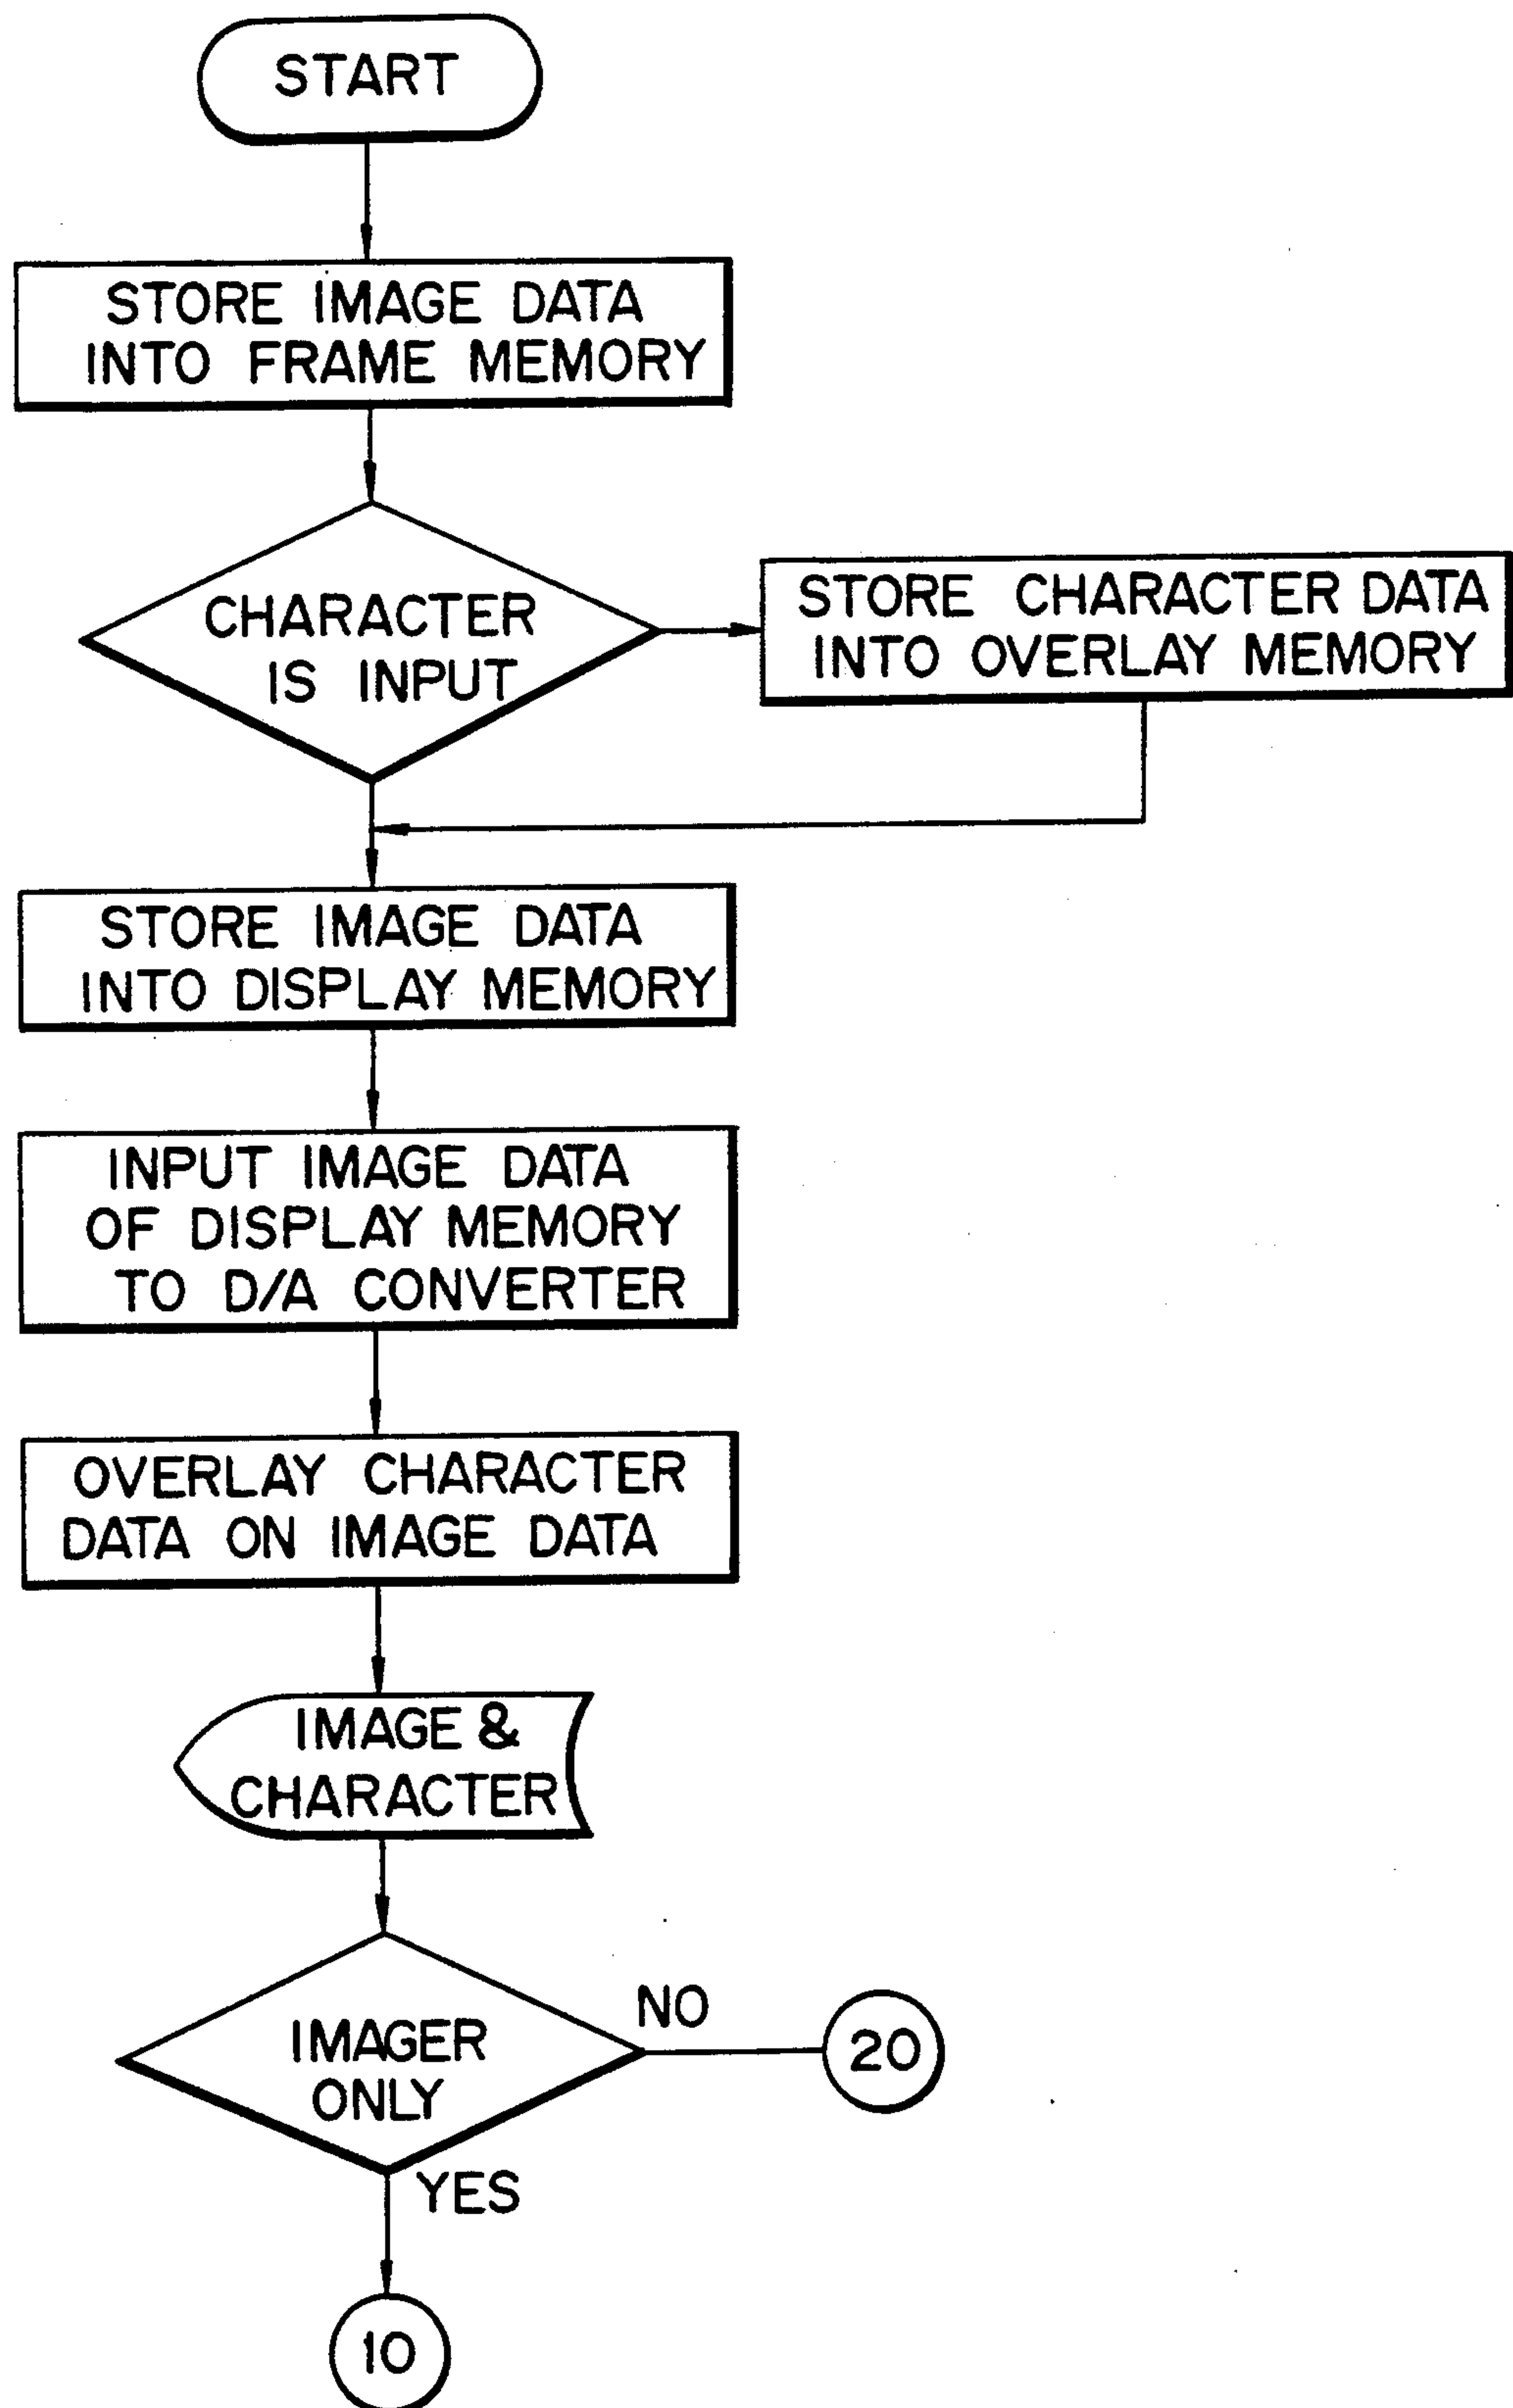 START
STORE IMAGE DATA
INTO FRAME MEMORY
CHARACTER
IS INPUT
STORE CHARACTER DATA
INTO OVERLAY MEMORY
STORE IMAGE DATA
INTO DISPLAY MEMORY
INPUT IMAGE DATA
OF DISPLAY MEMORY
TO D/A CONVERTER
OVERLAY CHARACTER
DATA ON IMAGE DATA
IMAGE &
CHARACTER
IMAGER
ONLY
NO
20
YES
10